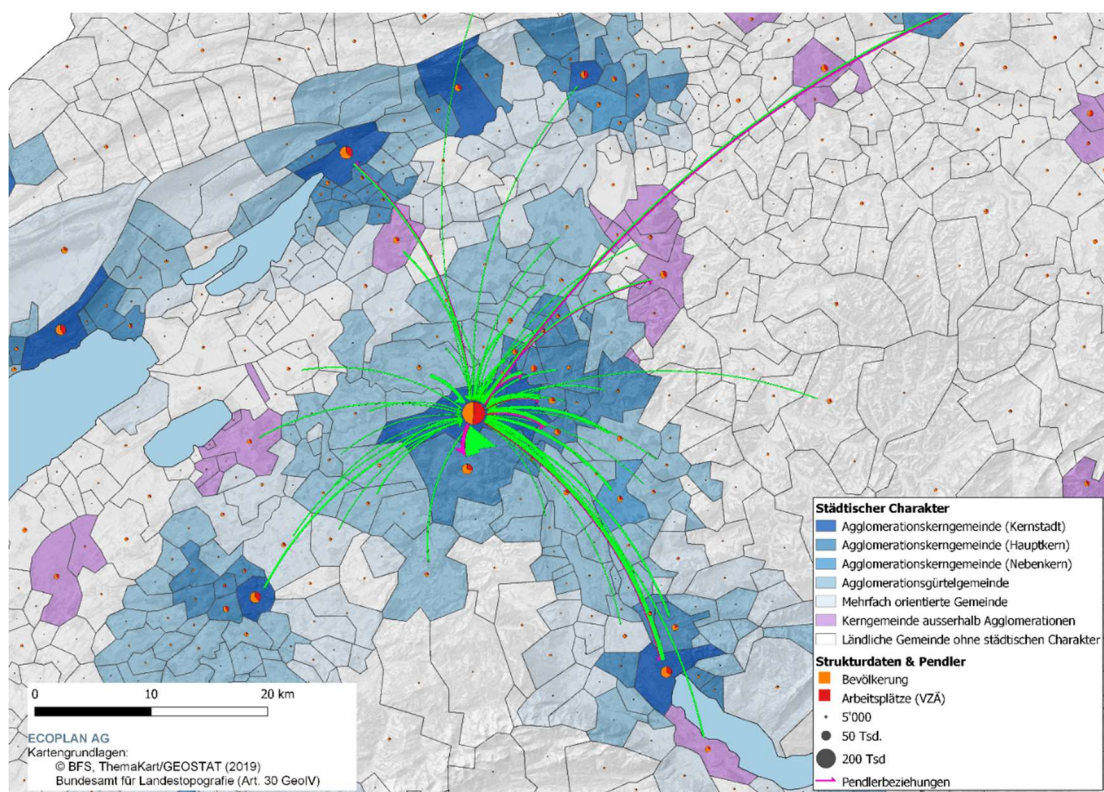 Städtischer Charakter
Agglomerationskerngemeinde (Kernstadt)
Agglomerationskerngemeinde (Hauptkern)
Agglomerationskerngemeinde (Nebenkern)
Agglomerationsgürtelgemeinde
Mehrfach orientierte Gemeinde
Kerngemeinde ausserhalb Agglomerationen
Ländliche Gemeinde ohne städtischen Charakter
Strukturdaten & Pendler
Bevölkerung
Arbeitsplätze (VZÄ)
5'000
50 Tsd.
200 Tsd
Pendlerbeziehungen
0 10 20 km
ECOPLAN AG
Kartengrundlagen:
© BFS, ThemaKart/GEOSTAT (2019)
Bundesamt für Landestopografie (Art. 30 GeoIV)